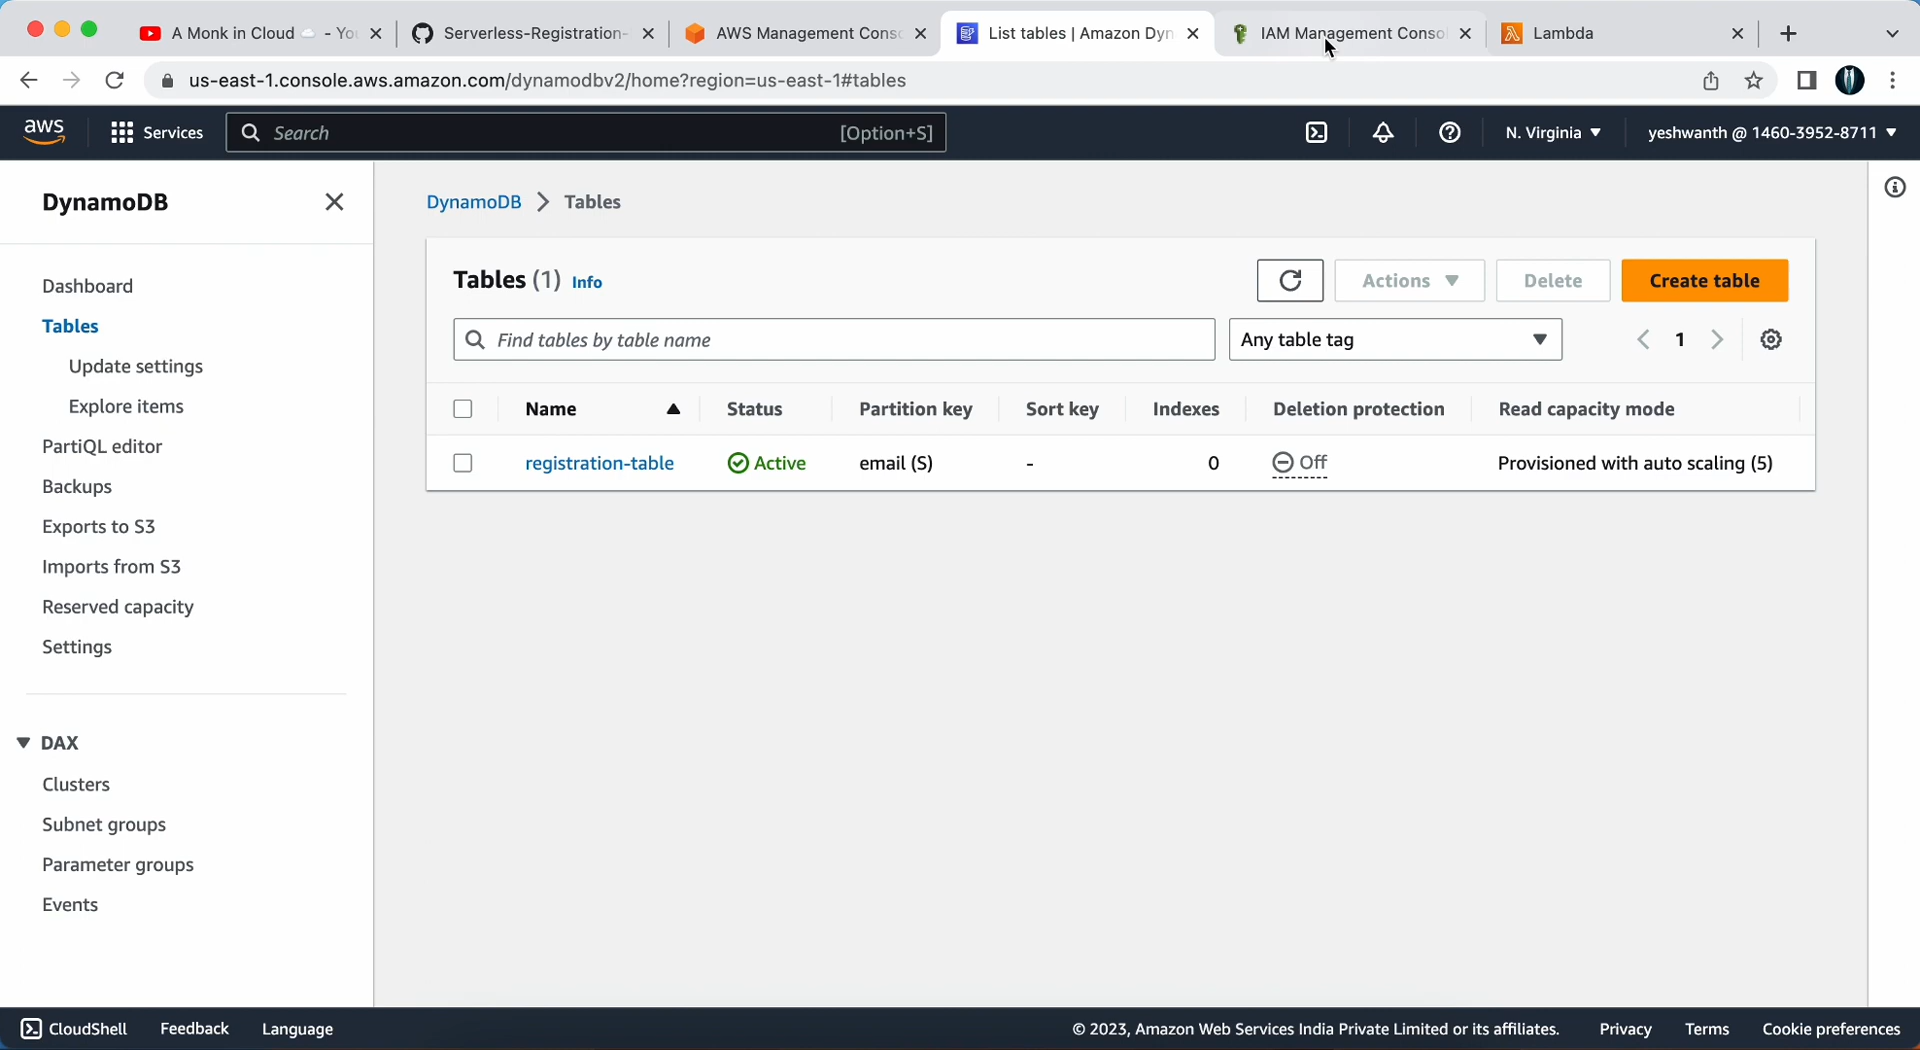 A Monk in Cloud ☁️ - Yo
Serverless-Registration-
AWS Management Conso
List tables | Amazon Dyn
IAM Management Consol
Lambda
us-east-1.console.aws.amazon.com/dynamodbv2/home?region=us-east-1#tables
aws
Services
Search
[Option+S]
N. Virginia
yeshwanth @ 1460-3952-8711
DynamoDB
Dashboard
Tables
Update settings
Explore items
PartiQL editor
Backups
Exports to S3
Imports from S3
Reserved capacity
Settings
DAX
Clusters
Subnet groups
Parameter groups
Events
DynamoDB > Tables
Tables (1) Info
Actions
Delete
Create table
Find tables by table name
Any table tag
1
Name Status Partition key Sort key Indexes Deletion protection Read capacity mode
registration-table Active email (S) - 0 Off Provisioned with auto scaling (5)
CloudShell Feedback Language
© 2023, Amazon Web Services India Private Limited or its affiliates. Privacy Terms Cookie preferences